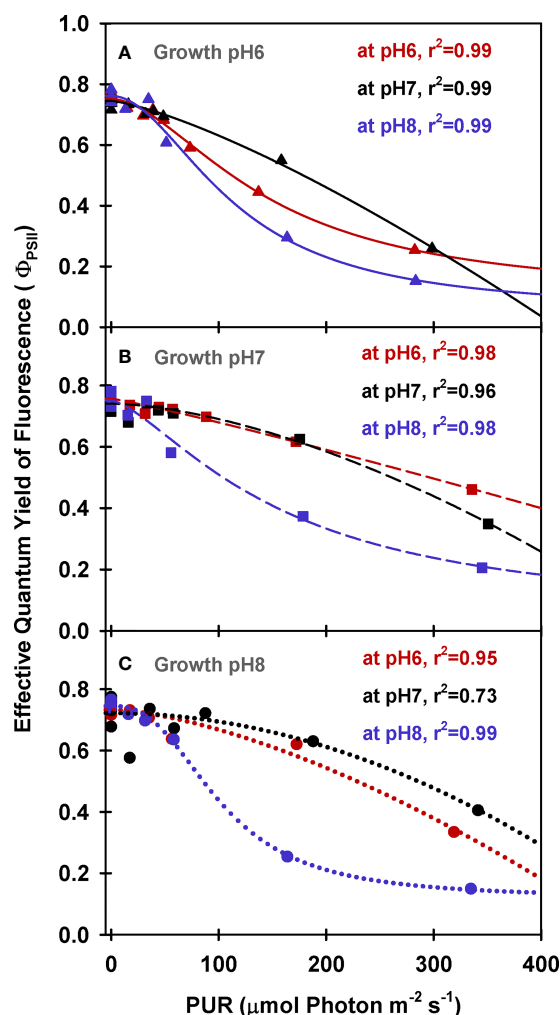 Effective Quantum Yield of Fluorescence ( Φ_PSII)
1.0
A Growth pH6
at pH6, r²=0.99
at pH7, r²=0.99
at pH8, r²=0.99
0.8
0.6
0.4
0.2
0.0
1.0
B Growth pH7
at pH6, r²=0.98
at pH7, r²=0.96
at pH8, r²=0.98
0.8
0.6
0.4
0.2
0.0
1.0
C Growth pH8
at pH6, r²=0.95
at pH7, r²=0.73
at pH8, r²=0.99
0.8
0.6
0.4
0.2
0.0
0 100 200 300 400
PUR (μmol Photon m⁻² s⁻¹)